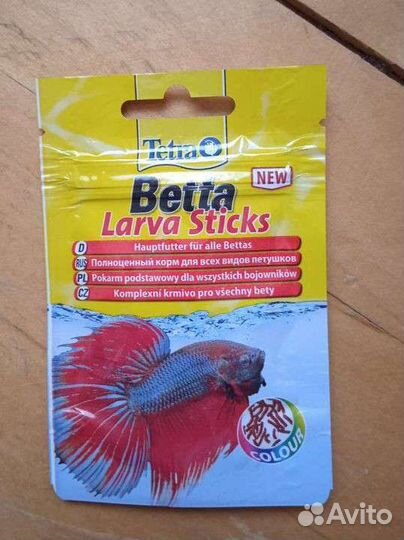 Tetra
NEW
Betta
Larva Sticks
D Hauptfutter für alle Bettas
RUS Полноценный корм для всех видов петушков
PL Pokarm podstawowy dla wszystkich bojowników
CZ Komplexní krmivo pro všechny bety
COLOUR
Avito